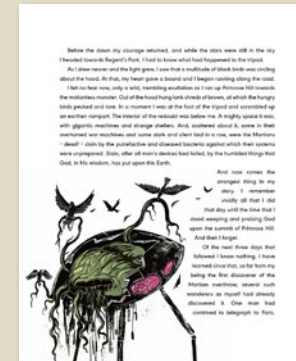 Before the dawn my courage returned, and while the stars were still in the sky
I headed towards Regent's Park. I had to know what had happened to the tripod.
As I drew nearer and the light grew, I saw that a multitude of black birds was circling
about the hood. At that, my heart gave a bound and I began running along the road.
I felt no fear now, only a wild, trembling exultation as I ran up Primrose Hill towards
the motionless monster. Out of the hood hung lank shreds of brown, at which the hungry
birds pecked and tore. In a moment I was at the foot of the tripod and scrambled up
an earthen rampart. The interior of the redoubt was below me. A mighty space it was,
with gigantic machines and strange shelters. And, scattered about it, some in their
overturned war machines and some stark and silent laid in a row, were the Martians
– dead! – slain by the putrefactive and diseased bacteria against which their systems
were unprepared. Slain, after all man's devices had failed, by the humblest things that
God, in His wisdom, has put upon this Earth.
And now comes the
strangest thing in my
story. I remember
vividly all that I did
that day until the time that I
stood weeping and praising God
upon the summit of Primrose Hill.
And then I forget.
Of the next three days that
followed I know nothing. I have
learned since that, so far from my
being the first discoverer of the
Martian overthrow, several such
wanderers as myself had already
discovered it. One man had
contrived to telegraph to Paris.